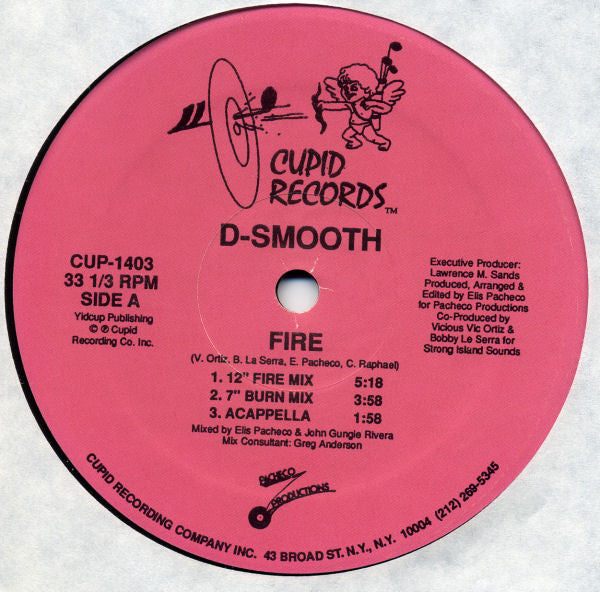 CUPID
RECORDS™
D-SMOOTH
CUP-1403
33 1/3 RPM
SIDE A
Yidcup Publishing
© ℗ Cupid
Recording Co. Inc.
Executive Producer:
Lawrence M. Sands
Produced, Arranged &
Edited by Elis Pacheco
for Pacheco Productions
Co-Produced by
Vicious Vic Ortiz &
Bobby Le Serra for
Strong Island Sounds
FIRE
(V. Ortiz, B. La Serra, E. Pacheco, C. Raphael)
1. 12" FIRE MIX 5:18
2. 7" BURN MIX 3:58
3. ACAPPELLA 1:58
Mixed by Elis Pacheco & John Gungie Rivera
Mix Consultant: Greg Anderson
PACHECO
PRODUCTIONS
CUPID RECORDING COMPANY INC. 43 BROAD ST. N.Y., N.Y. 10004 (212) 269-5345